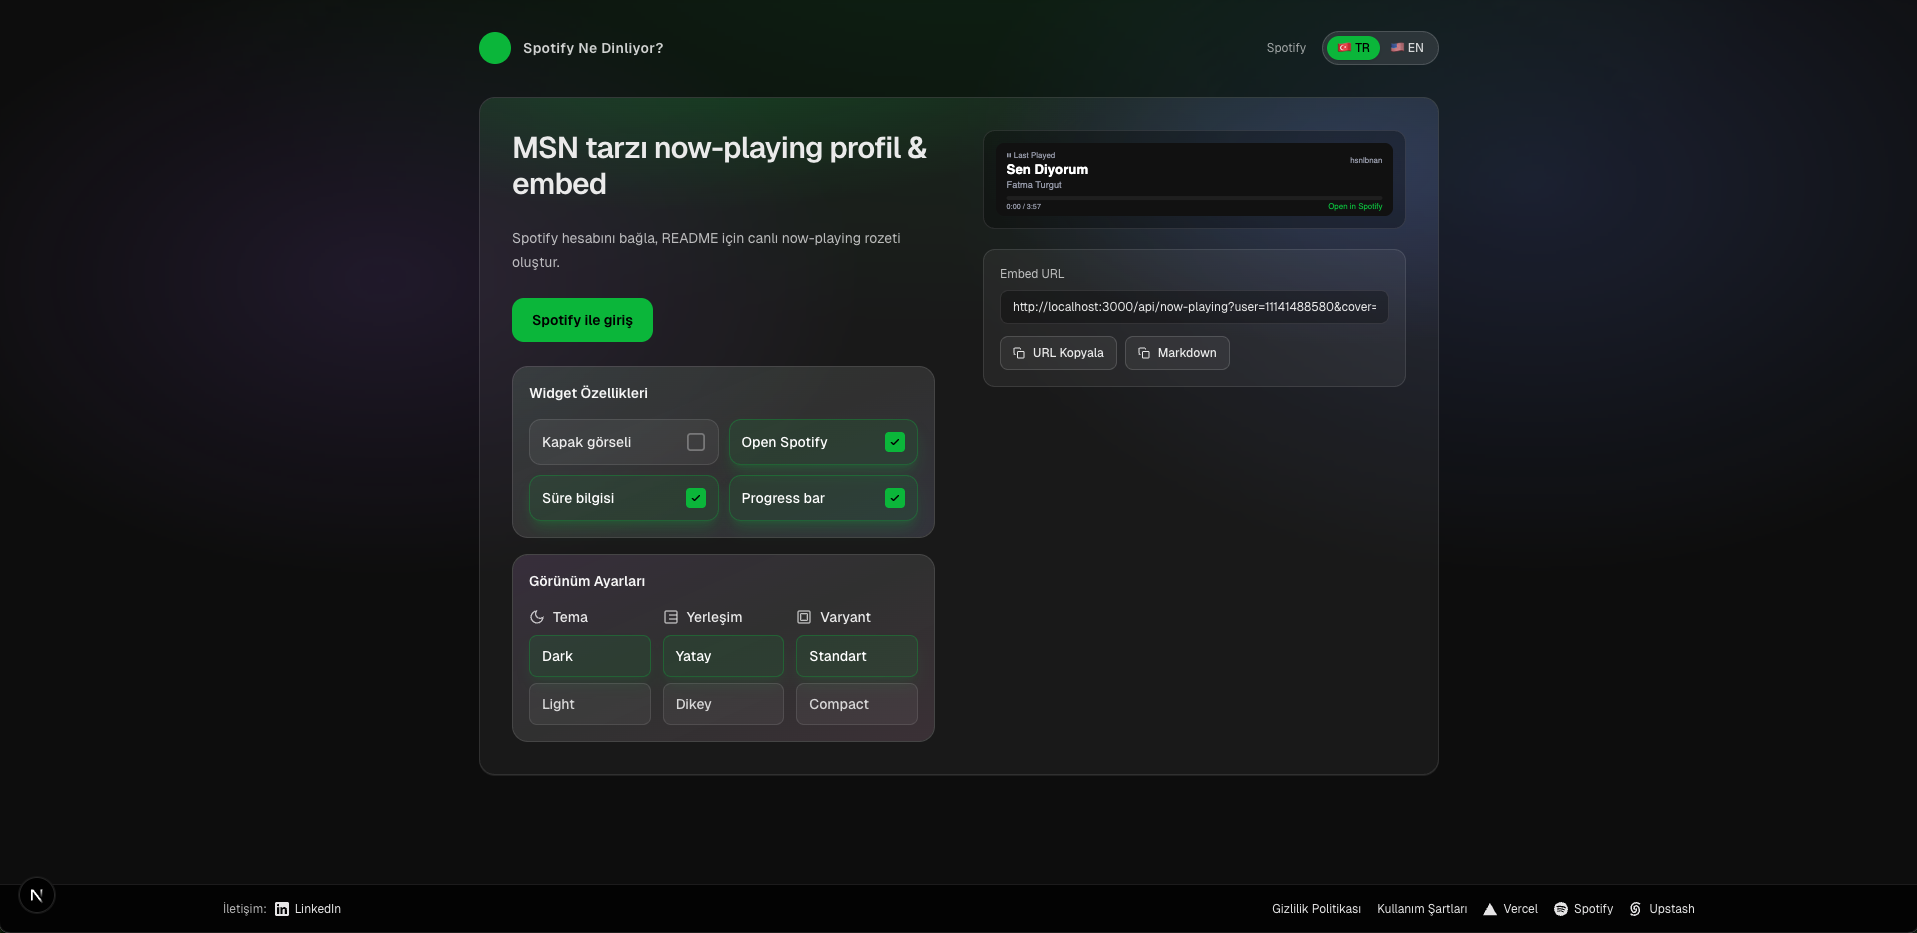 Spotify Ne Dinliyor?
Spotify
🇹🇷 TR
🇺🇸 EN
MSN tarzı now-playing profil &
embed
Spotify hesabını bağla, README için canlı now-playing rozeti
oluştur.
Spotify ile giriş
Widget Özellikleri
Kapak görseli
Open Spotify
Süre bilgisi
Progress bar
Görünüm Ayarları
Tema
Yerleşim
Varyant
Dark
Yatay
Standart
Light
Dikey
Compact
Last Played
hsnlbnan
Sen Diyorum
Fatma Turgut
0:00 / 3:57
Open in Spotify
Embed URL
http://localhost:3000/api/now-playing?user=11141488580&cover=
URL Kopyala
Markdown
N
İletişim:
LinkedIn
Gizlilik Politikası
Kullanım Şartları
Vercel
Spotify
Upstash